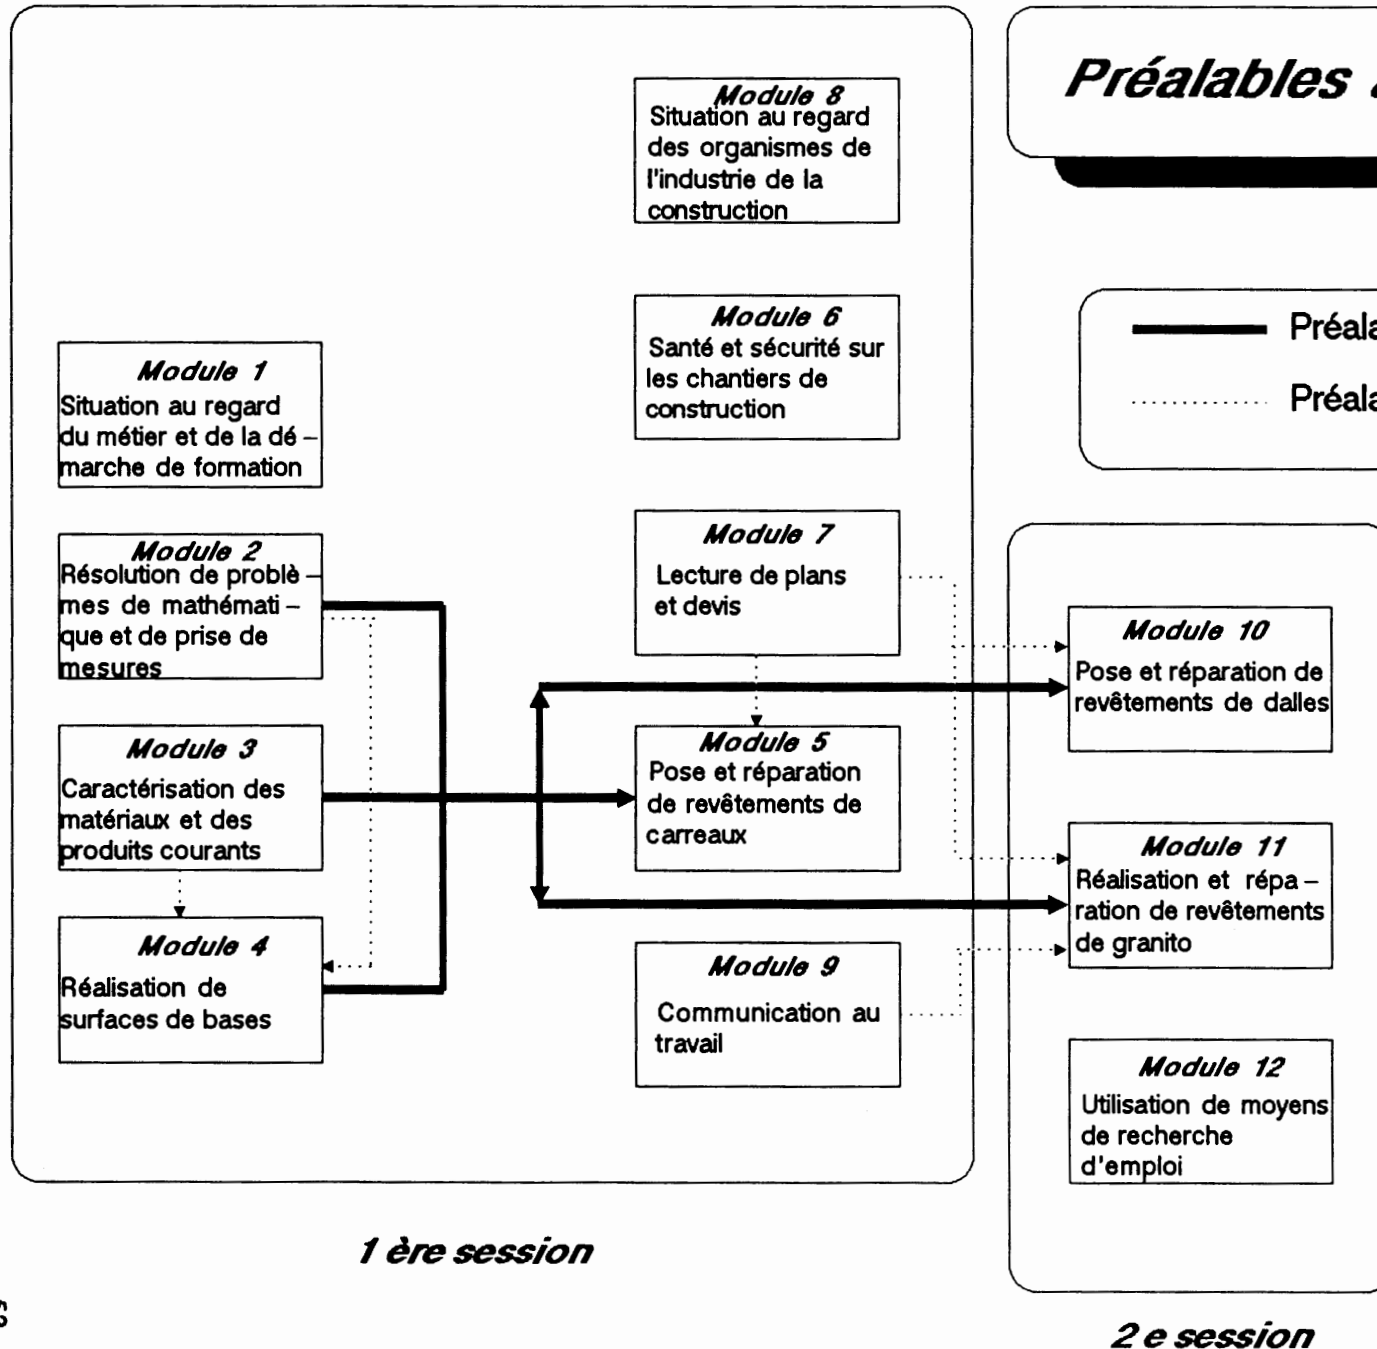 Préalables
Module 8
Situation au regard
des organismes de
l'industrie de la
construction
Module 6
Santé et sécurité sur
les chantiers de
construction
Préala
Préala
Module 1
Situation au regard
du métier et de la dé –
marche de formation
Module 2
Résolution de problè –
mes de mathémati –
que et de prise de
mesures
Module 7
Lecture de plans
et devis
Module 10
Pose et réparation de
revêtements de dalles
Module 3
Caractérisation des
matériaux et des
produits courants
Module 5
Pose et réparation
de revêtements de
carreaux
Module 11
Réalisation et répa –
ration de revêtements
de granito
Module 4
Réalisation de
surfaces de bases
Module 9
Communication au
travail
Module 12
Utilisation de moyens
de recherche
d'emploi
1 ère session
2 e session